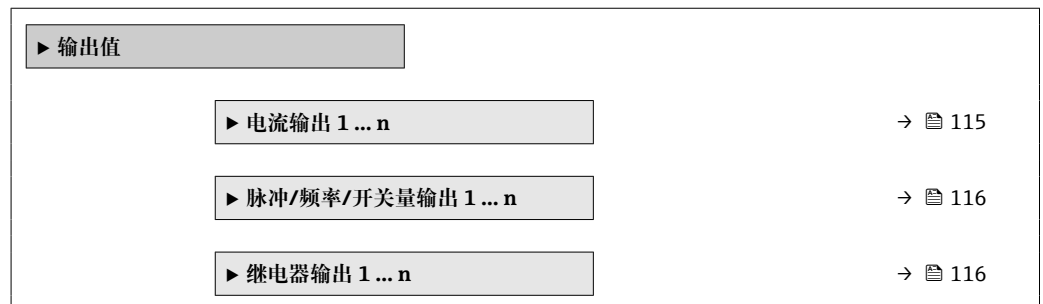 ▶ 输出值
▶ 电流输出 1 ... n → 115
▶ 脉冲/频率/开关量输出 1 ... n → 116
▶ 继电器输出 1 ... n → 116